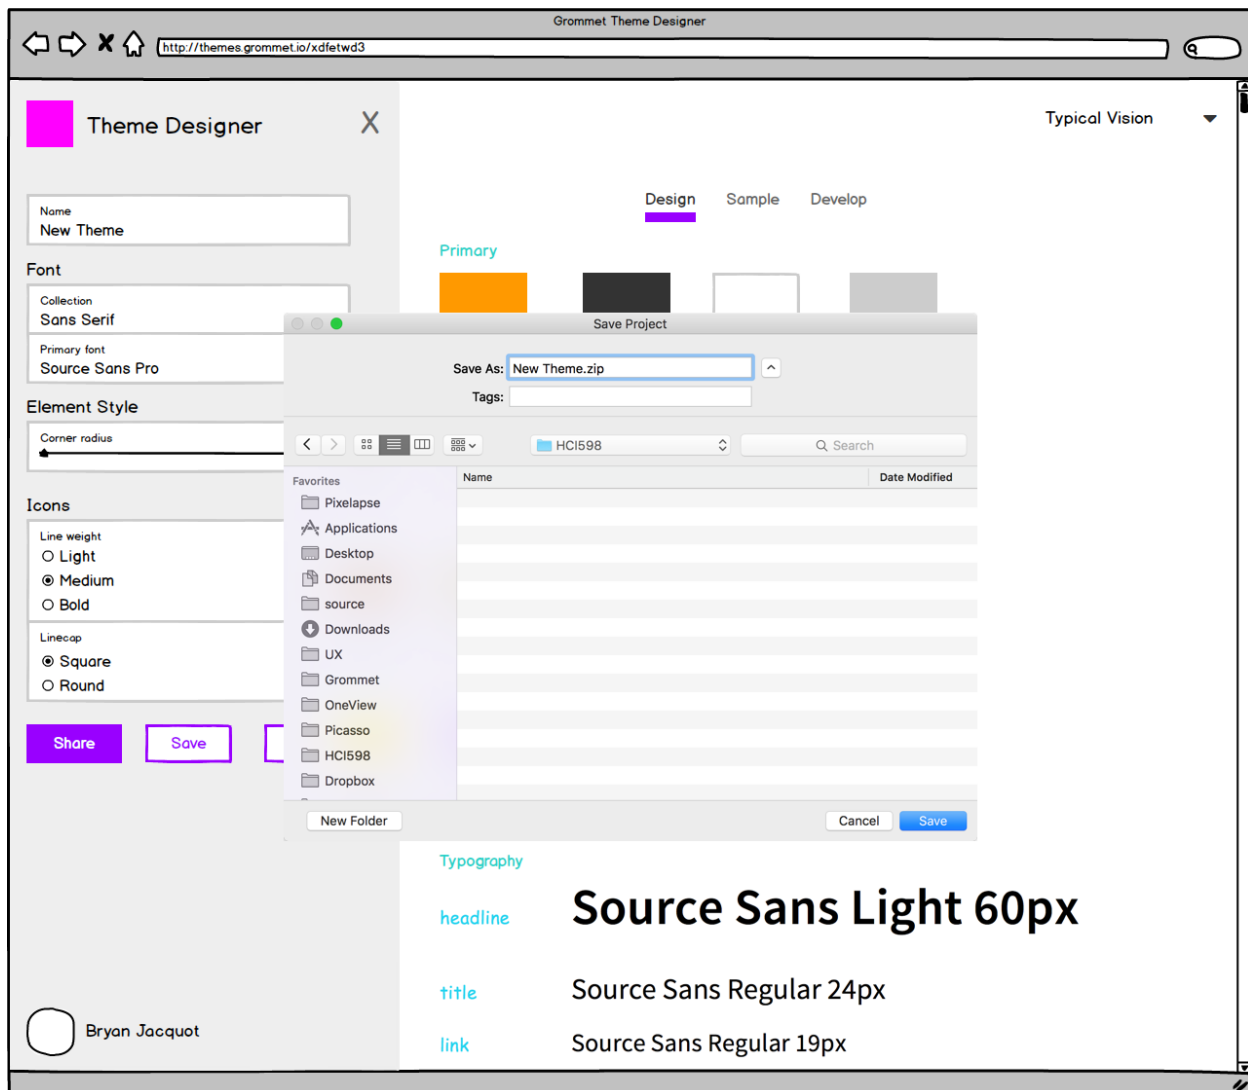 Grommet Theme Designer
http://themes.grommet.io/xdfetwd3
Theme Designer
X
Typical Vision
Name
New Theme
Design Sample Develop
Primary
Font
Collection
Sans Serif
Primary font
Source Sans Pro
Element Style
Corner radius
Icons
Line weight
Light
Medium
Bold
Linecap
Square
Round
Share Save
Save Project
Save As: New Theme.zip
Tags:
HCI598
Search
Favorites
Name Date Modified
Pixelapse
Applications
Desktop
Documents
source
Downloads
UX
Grommet
OneView
Picasso
HCI598
Dropbox
New Folder Cancel Save
Typography
headline Source Sans Light 60px
title Source Sans Regular 24px
link Source Sans Regular 19px
Bryan Jacquot